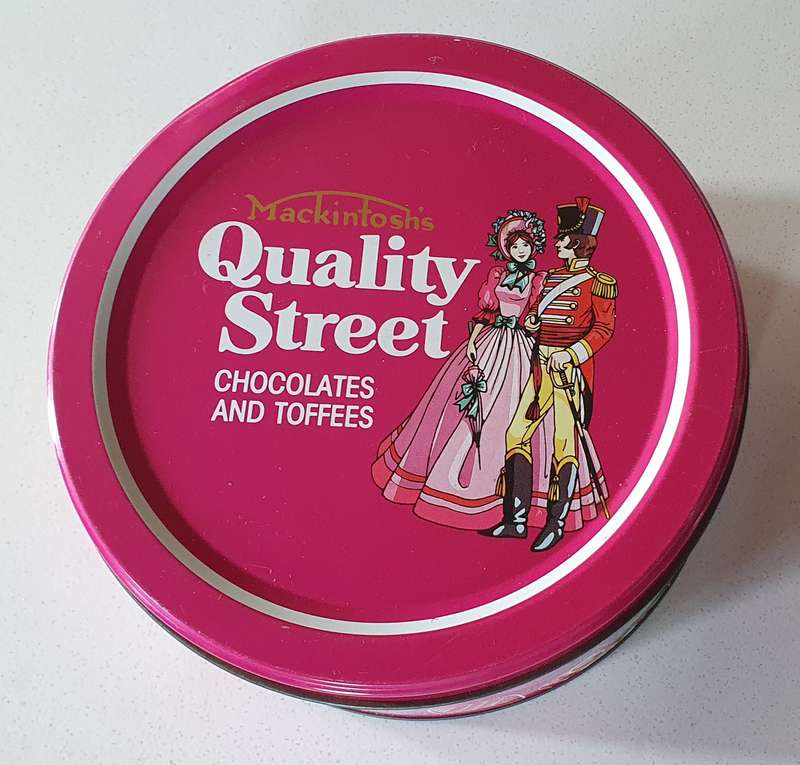 Mackintosh's
Quality
Street
CHOCOLATES
AND TOFFEES